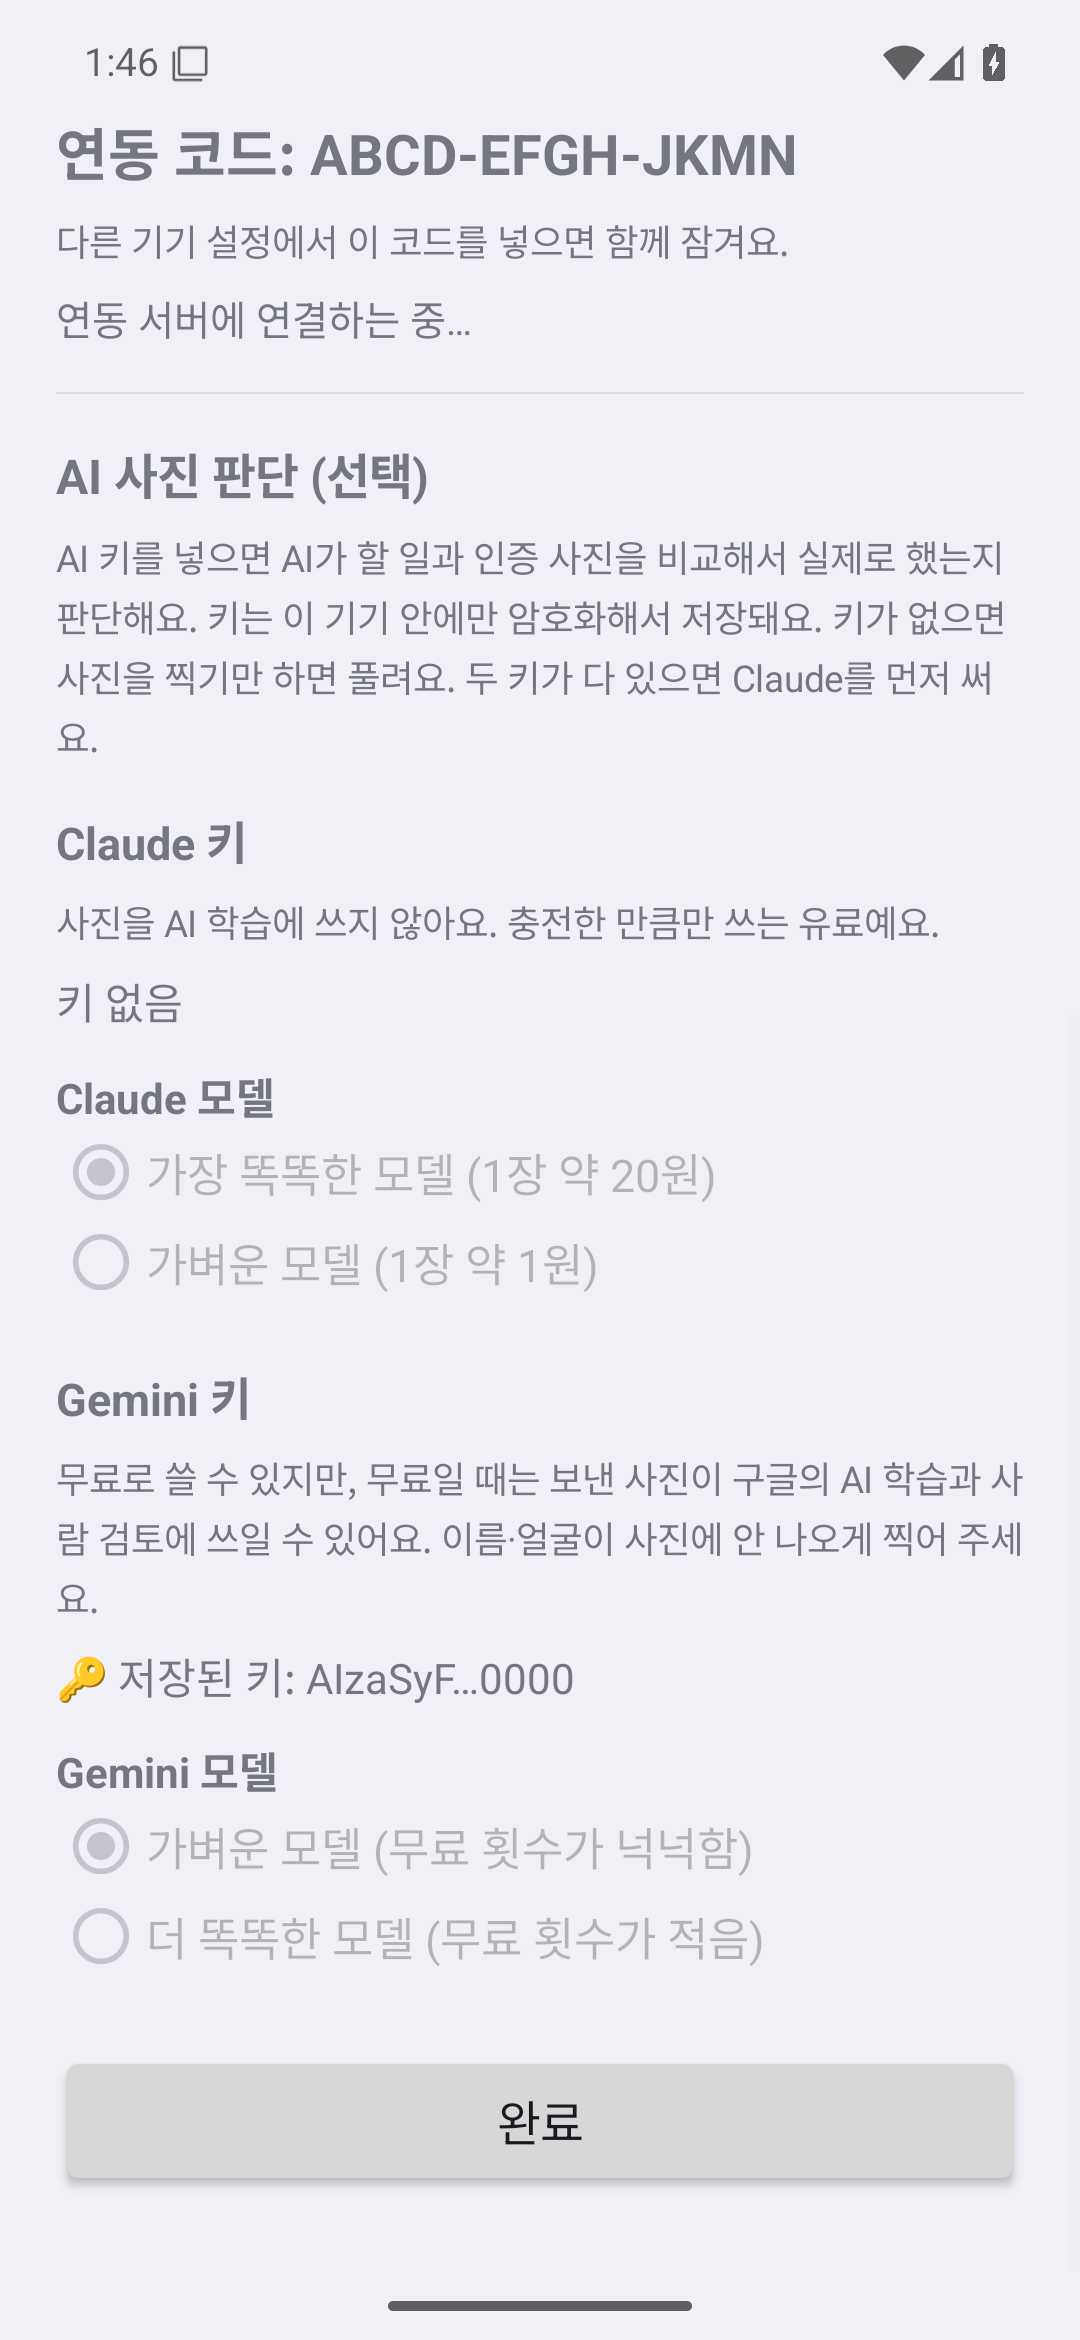 1:46
연동 코드: ABCD-EFGH-JKMN
다른 기기 설정에서 이 코드를 넣으면 함께 잠겨요.
연동 서버에 연결하는 중…
AI 사진 판단 (선택)
AI 키를 넣으면 AI가 할 일과 인증 사진을 비교해서 실제로 했는지
판단해요. 키는 이 기기 안에만 암호화해서 저장돼요. 키가 없으면
사진을 찍기만 하면 풀려요. 두 키가 다 있으면 Claude를 먼저 써
요.
Claude 키
사진을 AI 학습에 쓰지 않아요. 충전한 만큼만 쓰는 유료예요.
키 없음
Claude 모델
가장 똑똑한 모델 (1장 약 20원)
가벼운 모델 (1장 약 1원)
Gemini 키
무료로 쓸 수 있지만, 무료일 때는 보낸 사진이 구글의 AI 학습과 사
람 검토에 쓰일 수 있어요. 이름·얼굴이 사진에 안 나오게 찍어 주세
요.
🔑 저장된 키: AIzaSyF…0000
Gemini 모델
가벼운 모델 (무료 횟수가 넉넉함)
더 똑똑한 모델 (무료 횟수가 적음)
완료